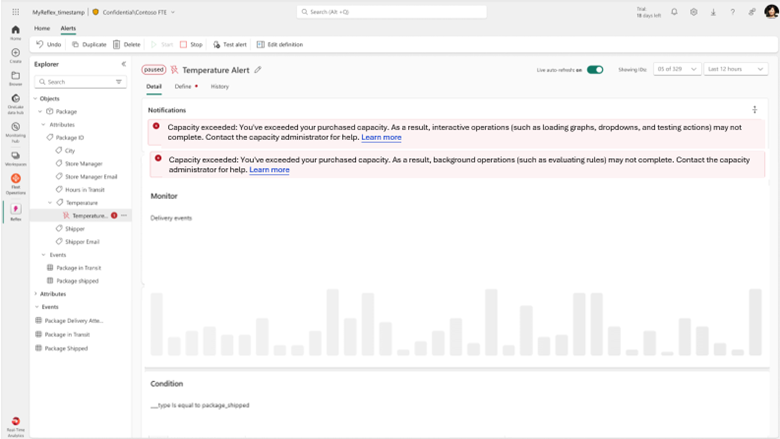 MyReflex_timestamp
Confidential\Contoso FTE
Search (Alt +Q)
Trial
18 days left
Home
Alerts
Undo
Duplicate
Delete
Start
Stop
Test alert
Edit definition
Home
Create
Browse
OneLake data hub
Monitoring hub
Workspaces
Fleet Operations
Reflex
Real-Time Analytics
Explorer
Search
Objects
Package
Attributes
Package ID
City
Store Manager
Store Manager Email
Hours in Transit
Temperature
Temperature...
Shipper
Shipper Email
Events
Package in Transit
Package shipped
Attributes
Events
Package Delivery Atte...
Package in Transit
Package Shipped
paused
Temperature Alert
Live auto-refresh on
Showing IDs:
05 of 329
Last 12 hours
Detail
Define
History
Notifications
Capacity exceeded: You've exceeded your purchased capacity. As a result, interactive operations (such as loading graphs, dropdowns, and testing actions) may not
complete. Contact the capacity administrator for help. Learn more
Capacity exceeded: You've exceeded your purchased capacity. As a result, background operations (such as evaluating rules) may not complete. Contact the capacity
administrator for help. Learn more
Monitor
Delivery events
Condition
__type is equal to package_shipped